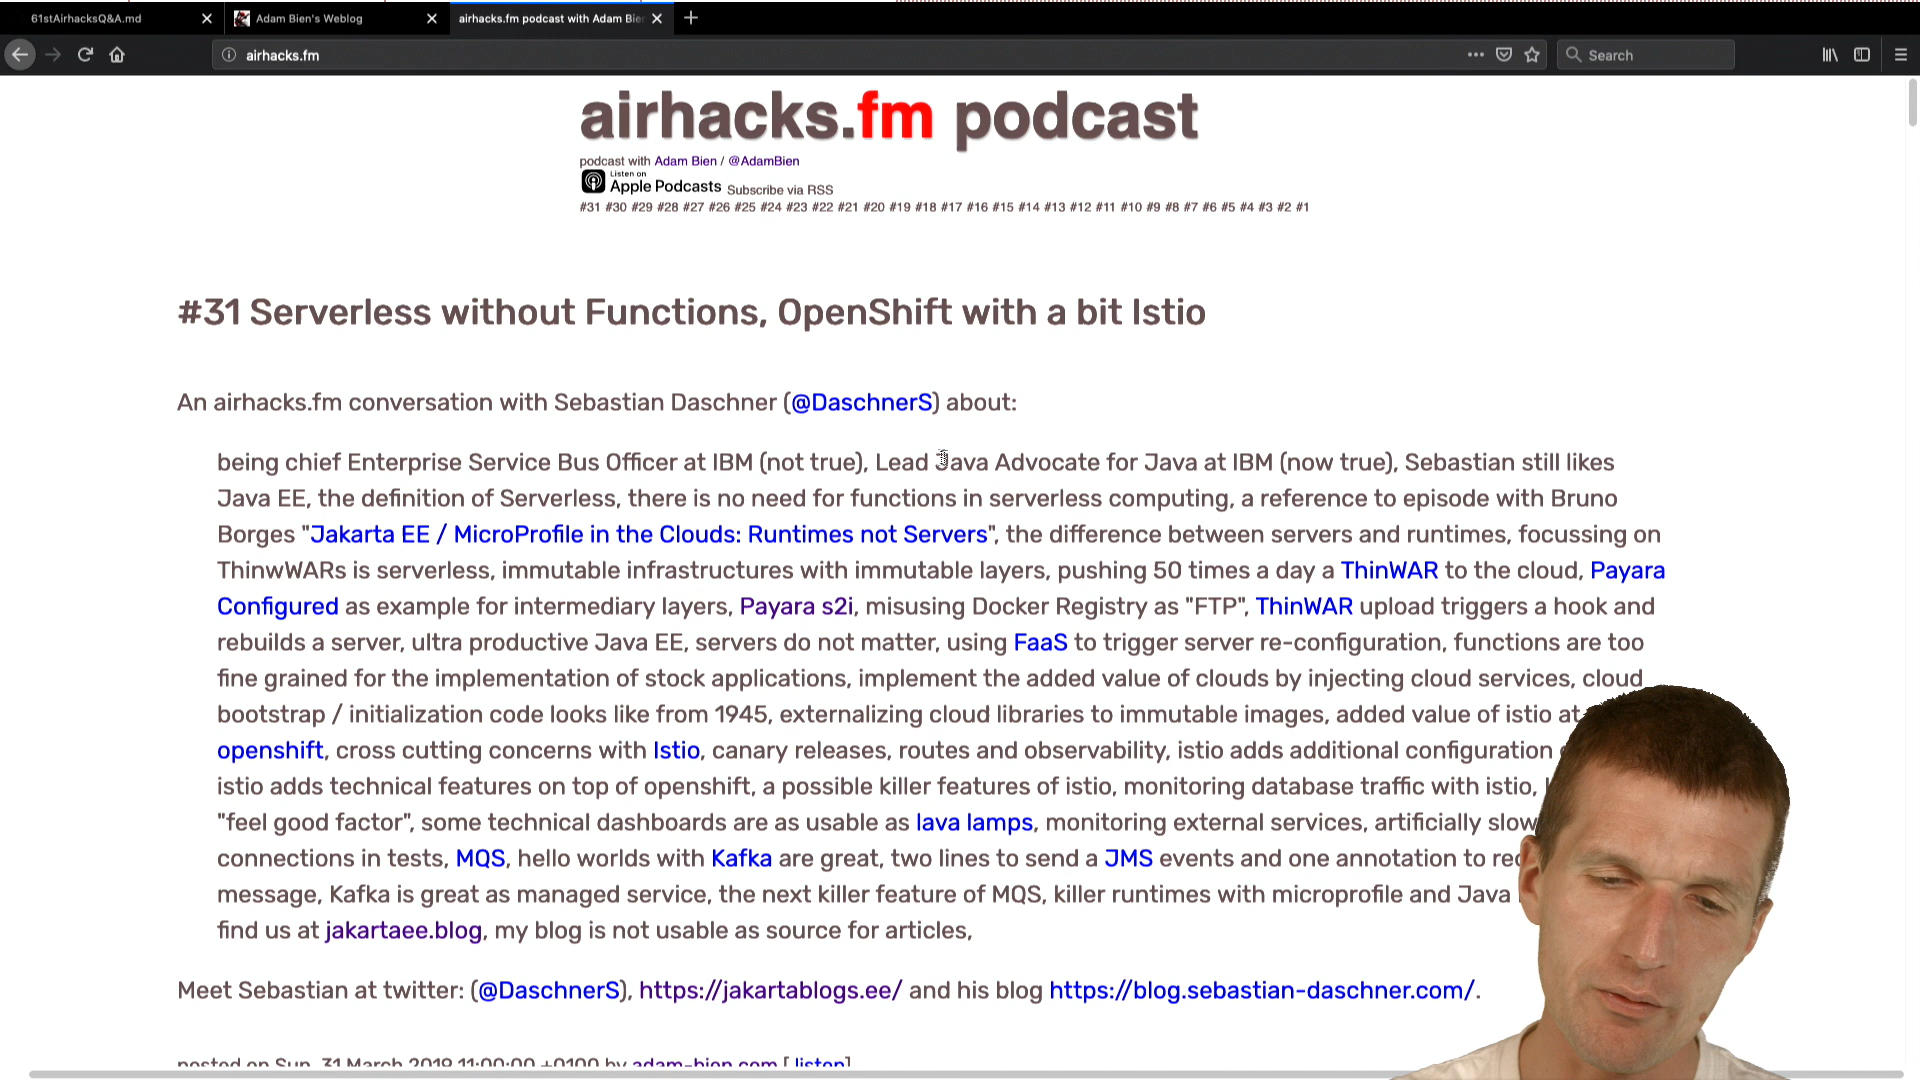 61stAirhacksQ&A.md
Adam Bien's Weblog
airhacks.fm podcast with Adam Bie
airhacks.fm
Search
airhacks.fm podcast
podcast with Adam Bien / @AdamBien
Listen on
Apple Podcasts Subscribe via RSS
#31 #30 #29 #28 #27 #26 #25 #24 #23 #22 #21 #20 #19 #18 #17 #16 #15 #14 #13 #12 #11 #10 #9 #8 #7 #6 #5 #4 #3 #2 #1
#31 Serverless without Functions, OpenShift with a bit Istio
An airhacks.fm conversation with Sebastian Daschner (@DaschnerS) about:
being chief Enterprise Service Bus Officer at IBM (not true), Lead Java Advocate for Java at IBM (now true), Sebastian still likes
Java EE, the definition of Serverless, there is no need for functions in serverless computing, a reference to episode with Bruno
Borges "Jakarta EE / MicroProfile in the Clouds: Runtimes not Servers", the difference between servers and runtimes, focussing on
ThinwWARs is serverless, immutable infrastructures with immutable layers, pushing 50 times a day a ThinWAR to the cloud, Payara
Configured as example for intermediary layers, Payara s2i, misusing Docker Registry as "FTP", ThinWAR upload triggers a hook and
rebuilds a server, ultra productive Java EE, servers do not matter, using FaaS to trigger server re-configuration, functions are too
fine grained for the implementation of stock applications, implement the added value of clouds by injecting cloud services, cloud
bootstrap / initialization code looks like from 1945, externalizing cloud libraries to immutable images, added value of istio at
openshift, cross cutting concerns with Istio, canary releases, routes and observability, istio adds additional configuration
istio adds technical features on top of openshift, a possible killer features of istio, monitoring database traffic with istio,
"feel good factor", some technical dashboards are as usable as lava lamps, monitoring external services, artificially slow
connections in tests, MQS, hello worlds with Kafka are great, two lines to send a JMS events and one annotation to
message, Kafka is great as managed service, the next killer feature of MQS, killer runtimes with microprofile and Java
find us at jakartaee.blog, my blog is not usable as source for articles,
Meet Sebastian at twitter: (@DaschnerS), https://jakartablogs.ee/ and his blog https://blog.sebastian-daschner.com/.
posted on Sun, 31 March 2019 11:00:00 +0100 by adam-bien.com [ listen]